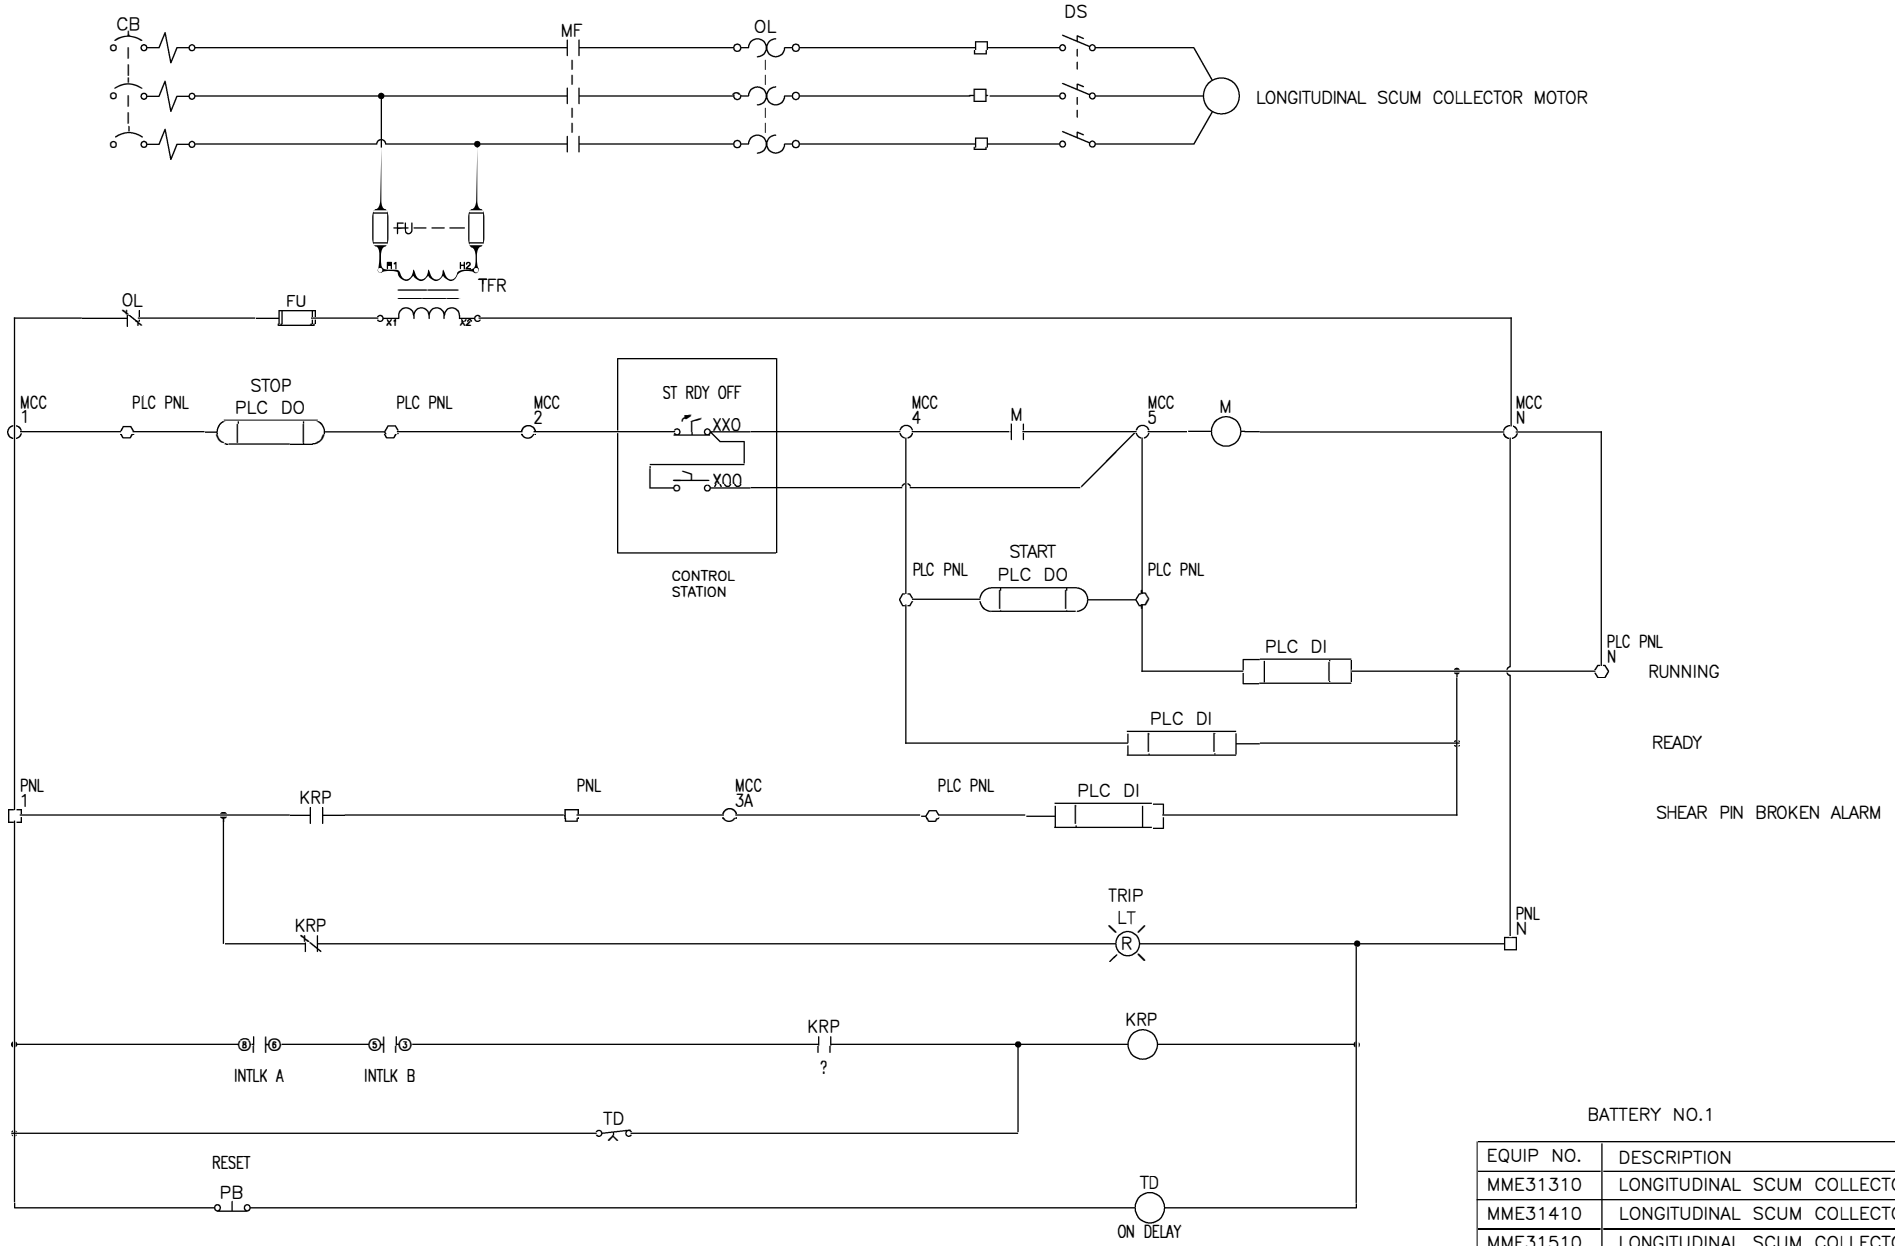 CB
MF
OL
DS
LONGITUDINAL SCUM COLLECTOR MOTOR
FU
H1
H2
TFR
OL
FU
X1
X2
STOP
ST RDY OFF
MCC
1
PLC PNL
PLC DO
PLC PNL
MCC
2
XXO
MCC
4
M
MCC
5
M
MCC
N
XOO
CONTROL
STATION
START
PLC PNL
PLC DO
PLC PNL
PLC DI
PLC PNL
N
RUNNING
PLC DI
READY
PNL
1
KRP
PNL
MCC
3A
PLC PNL
PLC DI
SHEAR PIN BROKEN ALARM
TRIP
LT
KRP
R
PNL
N
KRP
KRP
8
6
5
3
INTLK A
INTLK B
?
TD
BATTERY NO.1
RESET
PB
TD
ON DELAY
EQUIP NO. DESCRIPTION
MME31310 LONGITUDINAL SCUM COLLECTO
MME31410 LONGITUDINAL SCUM COLLECTO
MME31510 LONGITUDINAL SCUM COLLECTO